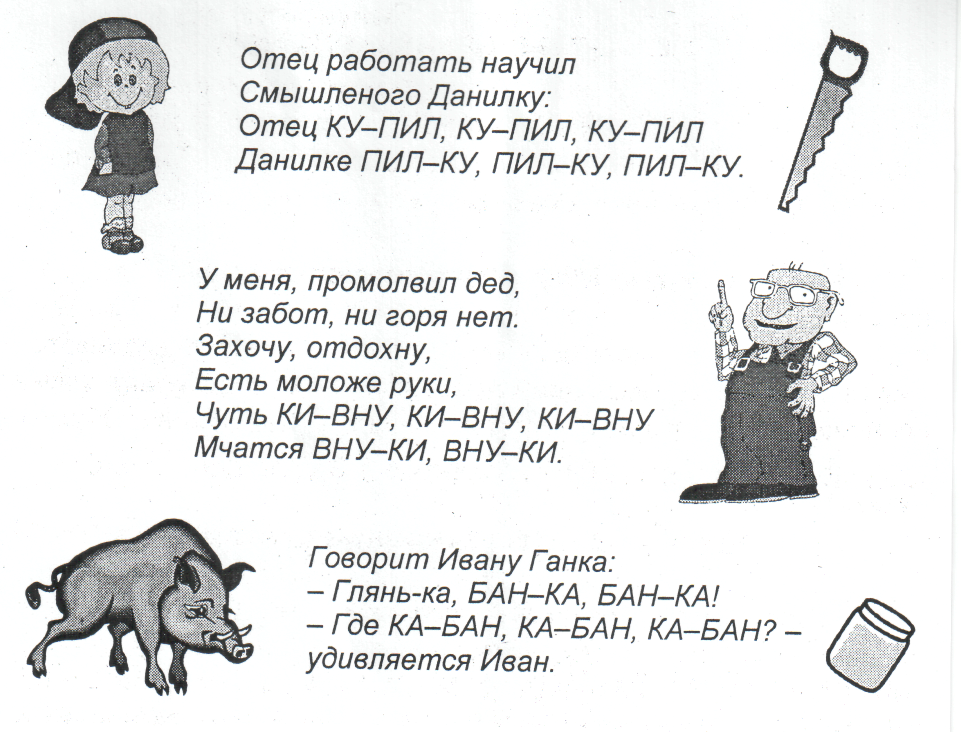 Отец работать научил
Смышленого Данилку:
Отец КУ–ПИЛ, КУ–ПИЛ, КУ–ПИЛ
Данилке ПИЛ–КУ, ПИЛ–КУ, ПИЛ–КУ.
У меня, промолвил дед,
Ни забот, ни горя нет.
Захочу, отдохну,
Есть моложе руки,
Чуть КИ–ВНУ, КИ–ВНУ, КИ–ВНУ
Мчатся ВНУ–КИ, ВНУ–КИ.
Говорит Ивану Ганка:
– Глянь-ка, БАН–КА, БАН–КА!
– Где КА–БАН, КА–БАН, КА–БАН? –
удивляется Иван.